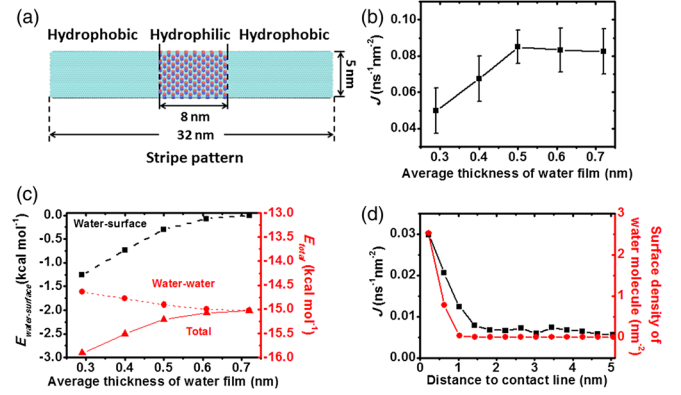 (a)
Hydrophobic Hydrophilic Hydrophobic
5 nm
8 nm
32 nm
Stripe pattern
(b)
J (ns⁻¹nm⁻²)
0.10
0.08
0.06
0.04
0.3 0.4 0.5 0.6 0.7
Average thickness of water film (nm)
(c)
E water-surface (kcal mol⁻¹)
0.0
-0.5
-1.0
-1.5
-2.0
-2.5
-3.0
Water-surface
Water-water
Total
-13.0
-13.5
-14.0
-14.5
-15.0
-15.5
-16.0
E total (kcal mol⁻¹)
0.3 0.4 0.5 0.6 0.7
Average thickness of water film (nm)
(d)
J (ns⁻¹nm⁻²)
0.03
0.02
0.01
0.00
3
2
1
0
Surface density of
water molecule (nm⁻²)
0 1 2 3 4 5
Distance to contact line (nm)